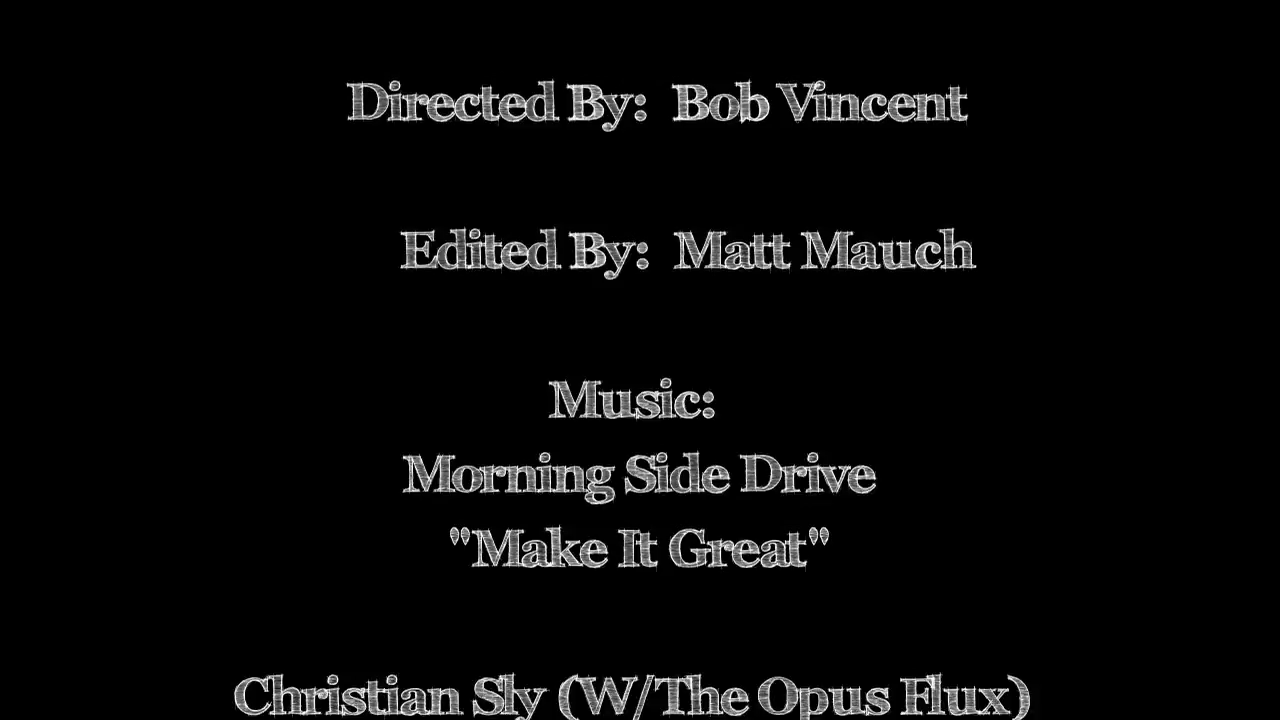 Directed By:  Bob Vincent
Edited By:  Matt Mauch
Music:
Morning Side Drive
"Make It Great"
Christian Sly (W/The Opus Flux)